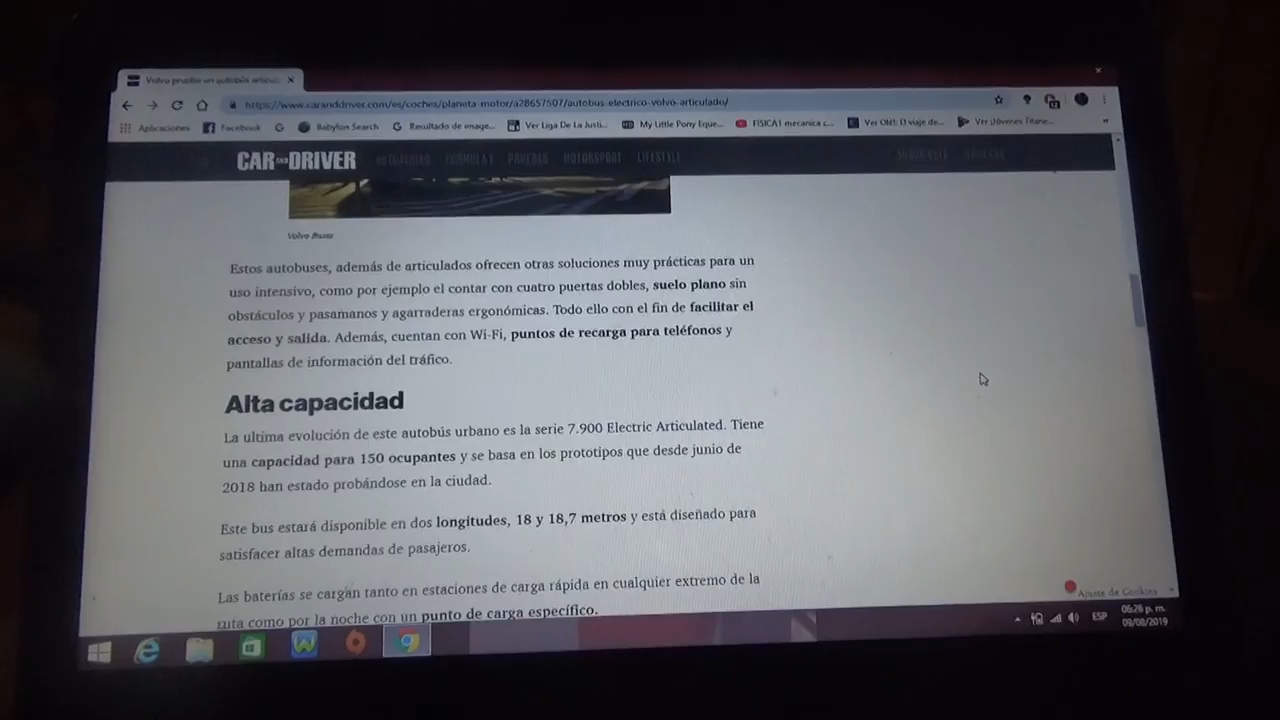 Volvo prueba un autobús articul...
https://www.caranddriver.com/es/coches/planeta-motor/a28657507/autobus-electrico-volvo-articulado/
Aplicaciones Facebook Babylon Search Resultado de image... Ver Liga De La Justi... My Little Pony Eque... FISICA I mecanica c... Ver ¡Jóvenes Titane...
CAR AND DRIVER ACTUALIDAD FÓRMULA 1 PRUEBAS MOTORSPORT LIFESTYLE
Volvo Buses
Estos autobuses, además de articulados ofrecen otras soluciones muy prácticas para un
uso intensivo, como por ejemplo el contar con cuatro puertas dobles, suelo plano sin
obstáculos y pasamanos y agarraderas ergonómicas. Todo ello con el fin de facilitar el
acceso y salida. Además, cuentan con Wi-Fi, puntos de recarga para teléfonos y
pantallas de información del tráfico.
Alta capacidad
La ultima evolución de este autobús urbano es la serie 7.900 Electric Articulated. Tiene
una capacidad para 150 ocupantes y se basa en los prototipos que desde junio de
2018 han estado probándose en la ciudad.
Este bus estará disponible en dos longitudes, 18 y 18,7 metros y está diseñado para
satisfacer altas demandas de pasajeros.
Las baterías se cargan tanto en estaciones de carga rápida en cualquier extremo de la
ruta como por la noche con un punto de carga específico.
Ajuste de Cookies
ESP
05:26 p. m.
09/08/2019